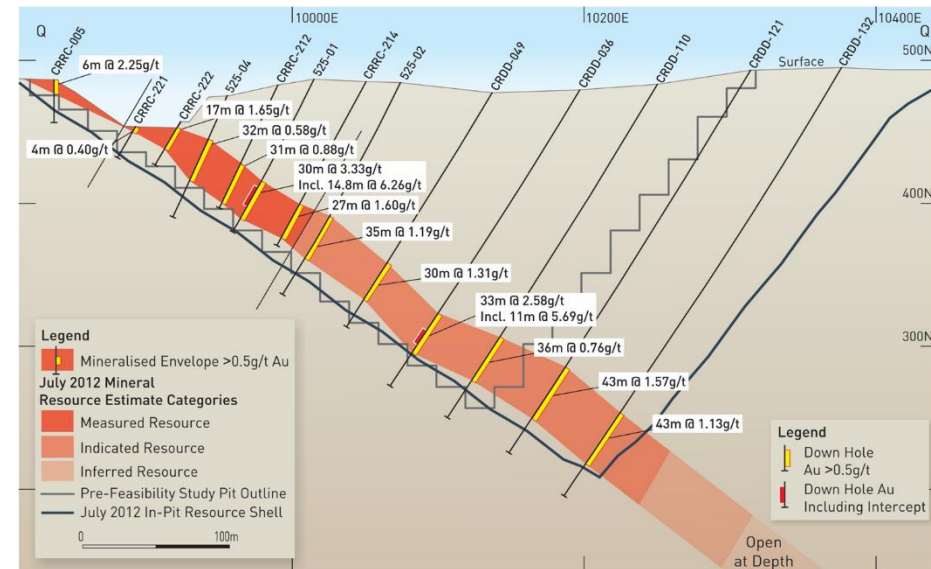 10000E
10200E
10400E
Q
Q
CRRC-005
CRRC-221
CRRC-222
525-04
CRRC-212
525-01
CRRC-214
525-02
CRDD-049
CRDD-036
CRDD-110
CRDD-121
CRDD-132
Surface
500N
400N
300N
6m @ 2.25g/t
4m @ 0.40g/t
17m @ 1.65g/t
32m @ 0.58g/t
31m @ 0.88g/t
30m @ 3.33g/t
Incl. 14.8m @ 6.26g/t
27m @ 1.60g/t
35m @ 1.19g/t
30m @ 1.31g/t
33m @ 2.58g/t
Incl. 11m @ 5.69g/t
36m @ 0.76g/t
43m @ 1.57g/t
43m @ 1.13g/t
Legend
Mineralised Envelope >0.5g/t Au
July 2012 Mineral
Resource Estimate Categories
Measured Resource
Indicated Resource
Inferred Resource
Pre-Feasibility Study Pit Outline
July 2012 In-Pit Resource Shell
0 100m
Legend
Down Hole
Au >0.5g/t
Down Hole Au
Including Intercept
Open
at Depth